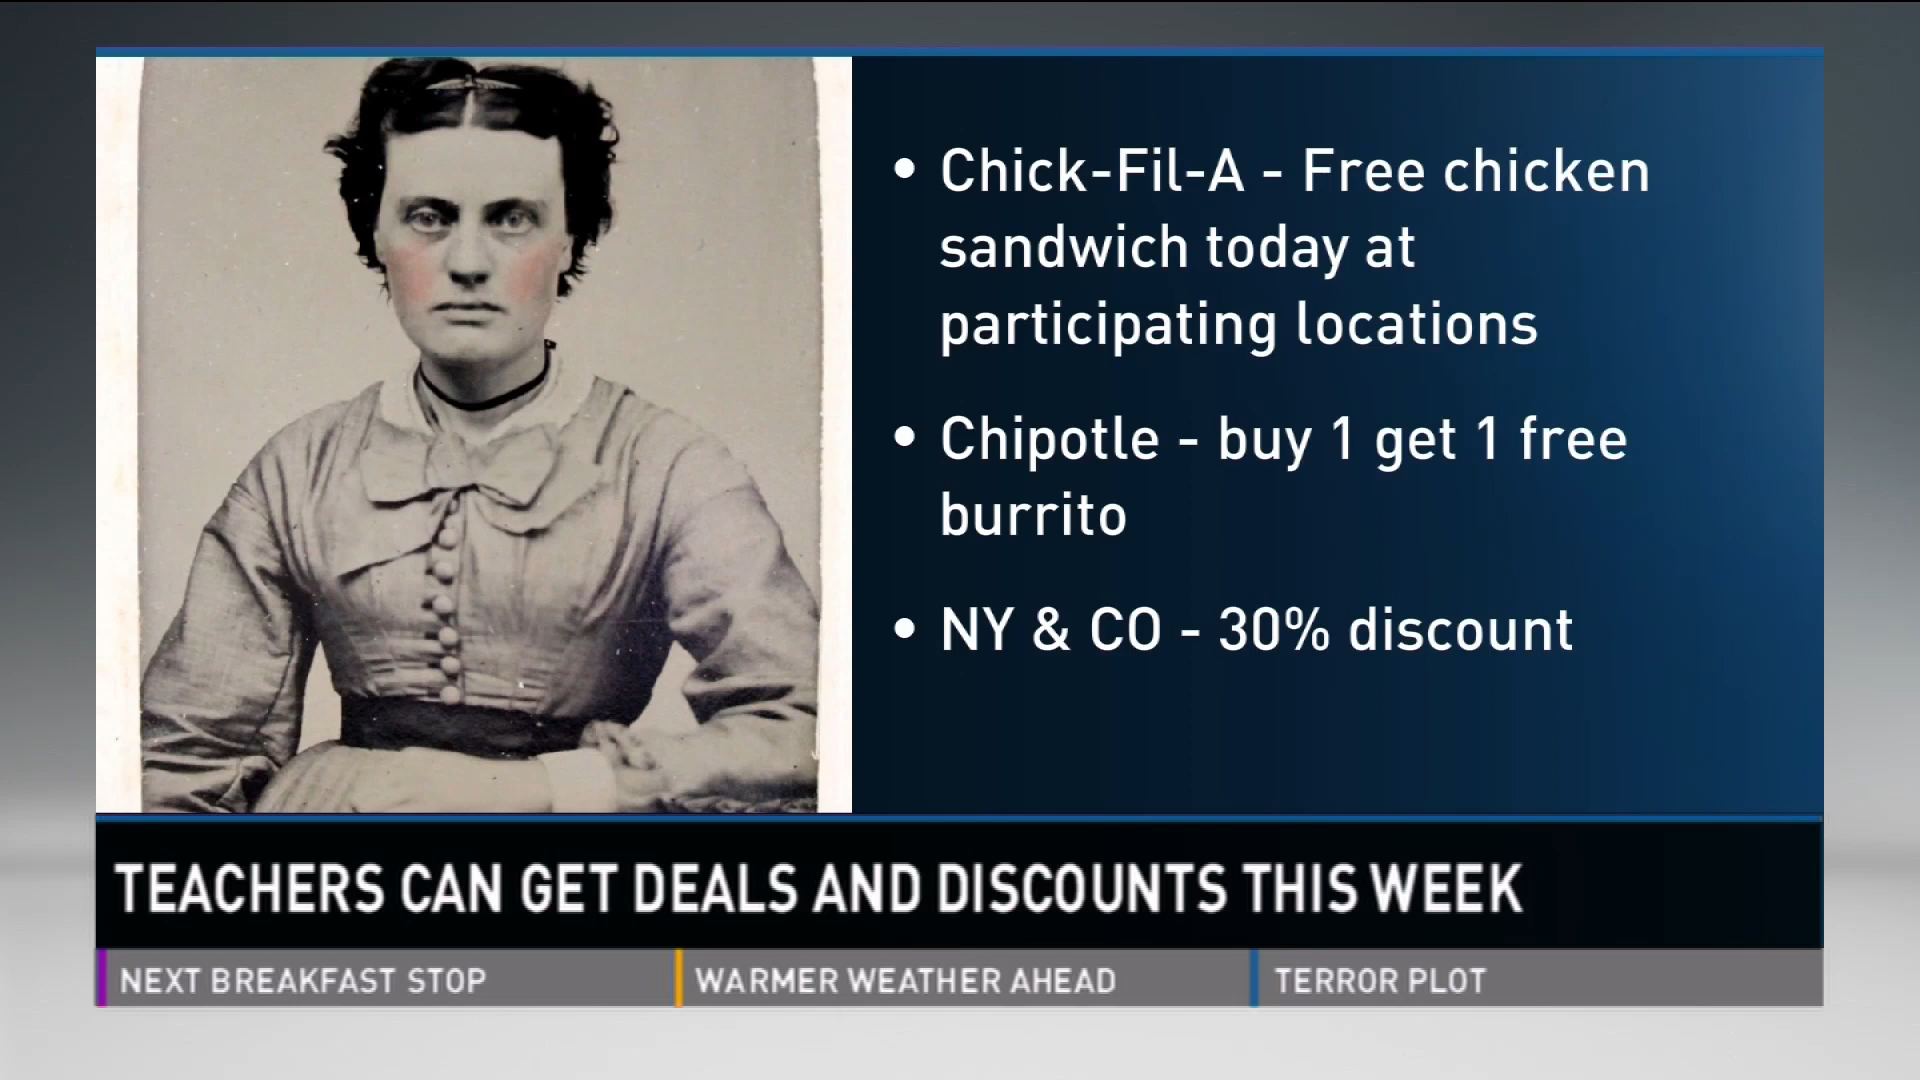 • Chick-Fil-A - Free chicken
sandwich today at
participating locations
• Chipotle - buy 1 get 1 free
burrito
• NY & CO - 30% discount
TEACHERS CAN GET DEALS AND DISCOUNTS THIS WEEK
NEXT BREAKFAST STOP
WARMER WEATHER AHEAD
TERROR PLOT